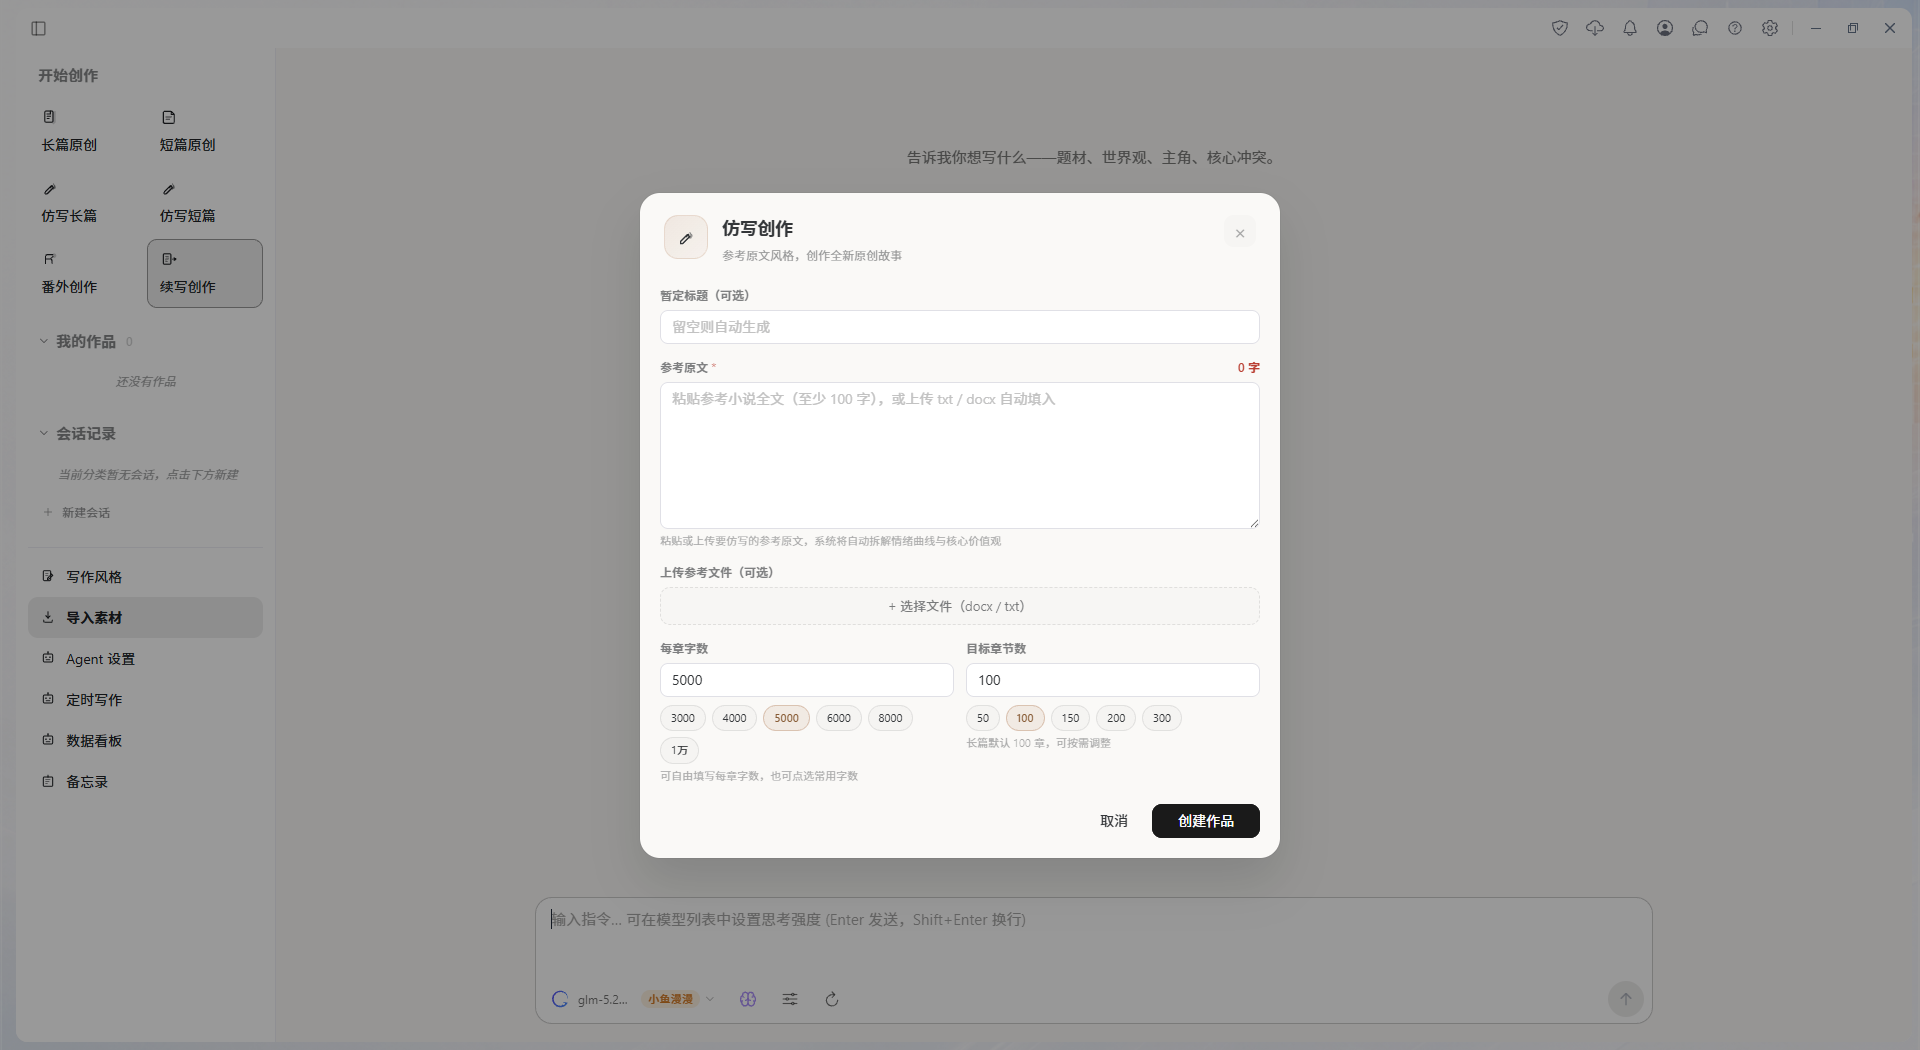 开始创作
长篇原创
短篇原创
仿写长篇
仿写短篇
番外创作
续写创作
我的作品 0
还没有作品
会话记录
当前分类暂无会话，点击下方新建
+ 新建会话
写作风格
导入素材
Agent 设置
定时写作
数据看板
备忘录
告诉我你想写什么——题材、世界观、主角、核心冲突。
仿写创作
参考原文风格，创作全新原创故事
暂定标题（可选）
留空则自动生成
参考原文 *
0 字
粘贴参考小说全文（至少 100 字），或上传 txt / docx 自动填入
粘贴或上传要仿写的参考原文，系统将自动拆解情绪曲线与核心价值观
上传参考文件（可选）
+ 选择文件（docx / txt）
每章字数
5000
3000 4000 5000 6000 8000
1万
可自由填写每章字数，也可点选常用字数
目标章节数
100
50 100 150 200 300
长篇默认 100 章，可按需调整
取消
创建作品
输入指令... 可在模型列表中设置思考强度 (Enter 发送，Shift+Enter 换行)
glm-5.2...
小鱼漫漫